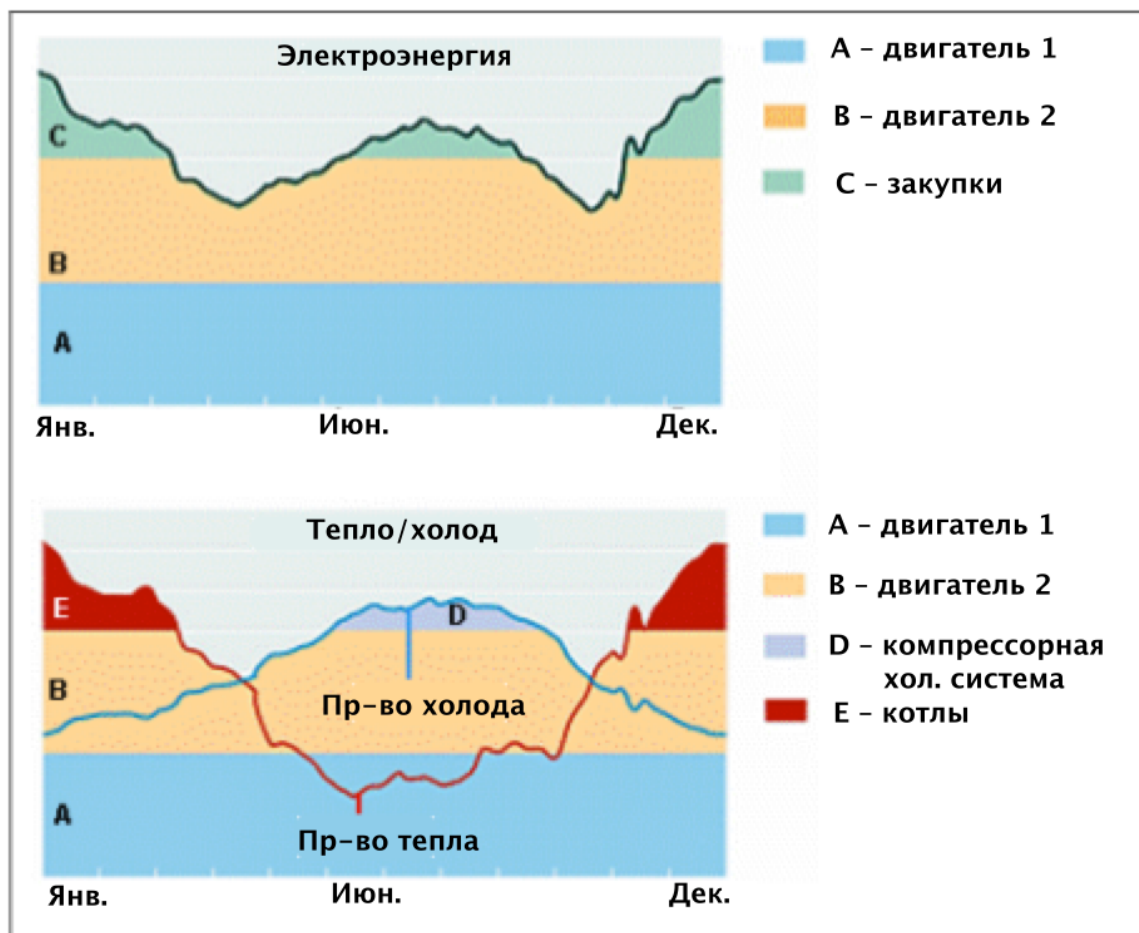 Электроэнергия
A – двигатель 1
B – двигатель 2
C – закупки
C
B
A
Янв.
Июн.
Дек.
Тепло/холод
A – двигатель 1
B – двигатель 2
D – компрессорная
хол. система
E – котлы
E
D
B
Пр-во холода
A
Пр-во тепла
Янв.
Июн.
Дек.